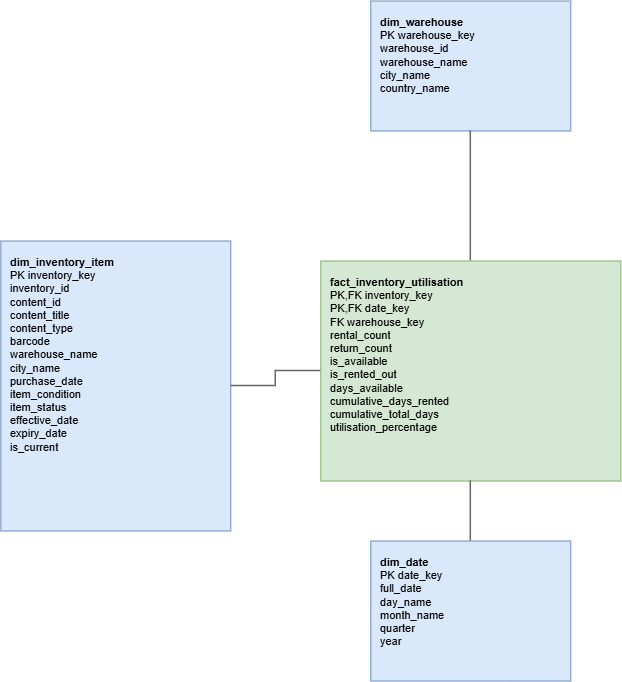 dim_warehouse
PK warehouse_key
warehouse_id
warehouse_name
city_name
country_name
dim_inventory_item
PK inventory_key
inventory_id
content_id
content_title
content_type
barcode
warehouse_name
city_name
purchase_date
item_condition
item_status
effective_date
expiry_date
is_current
fact_inventory_utilisation
PK,FK inventory_key
PK,FK date_key
FK warehouse_key
rental_count
return_count
is_available
is_rented_out
days_available
cumulative_days_rented
cumulative_total_days
utilisation_percentage
dim_date
PK date_key
full_date
day_name
month_name
quarter
year